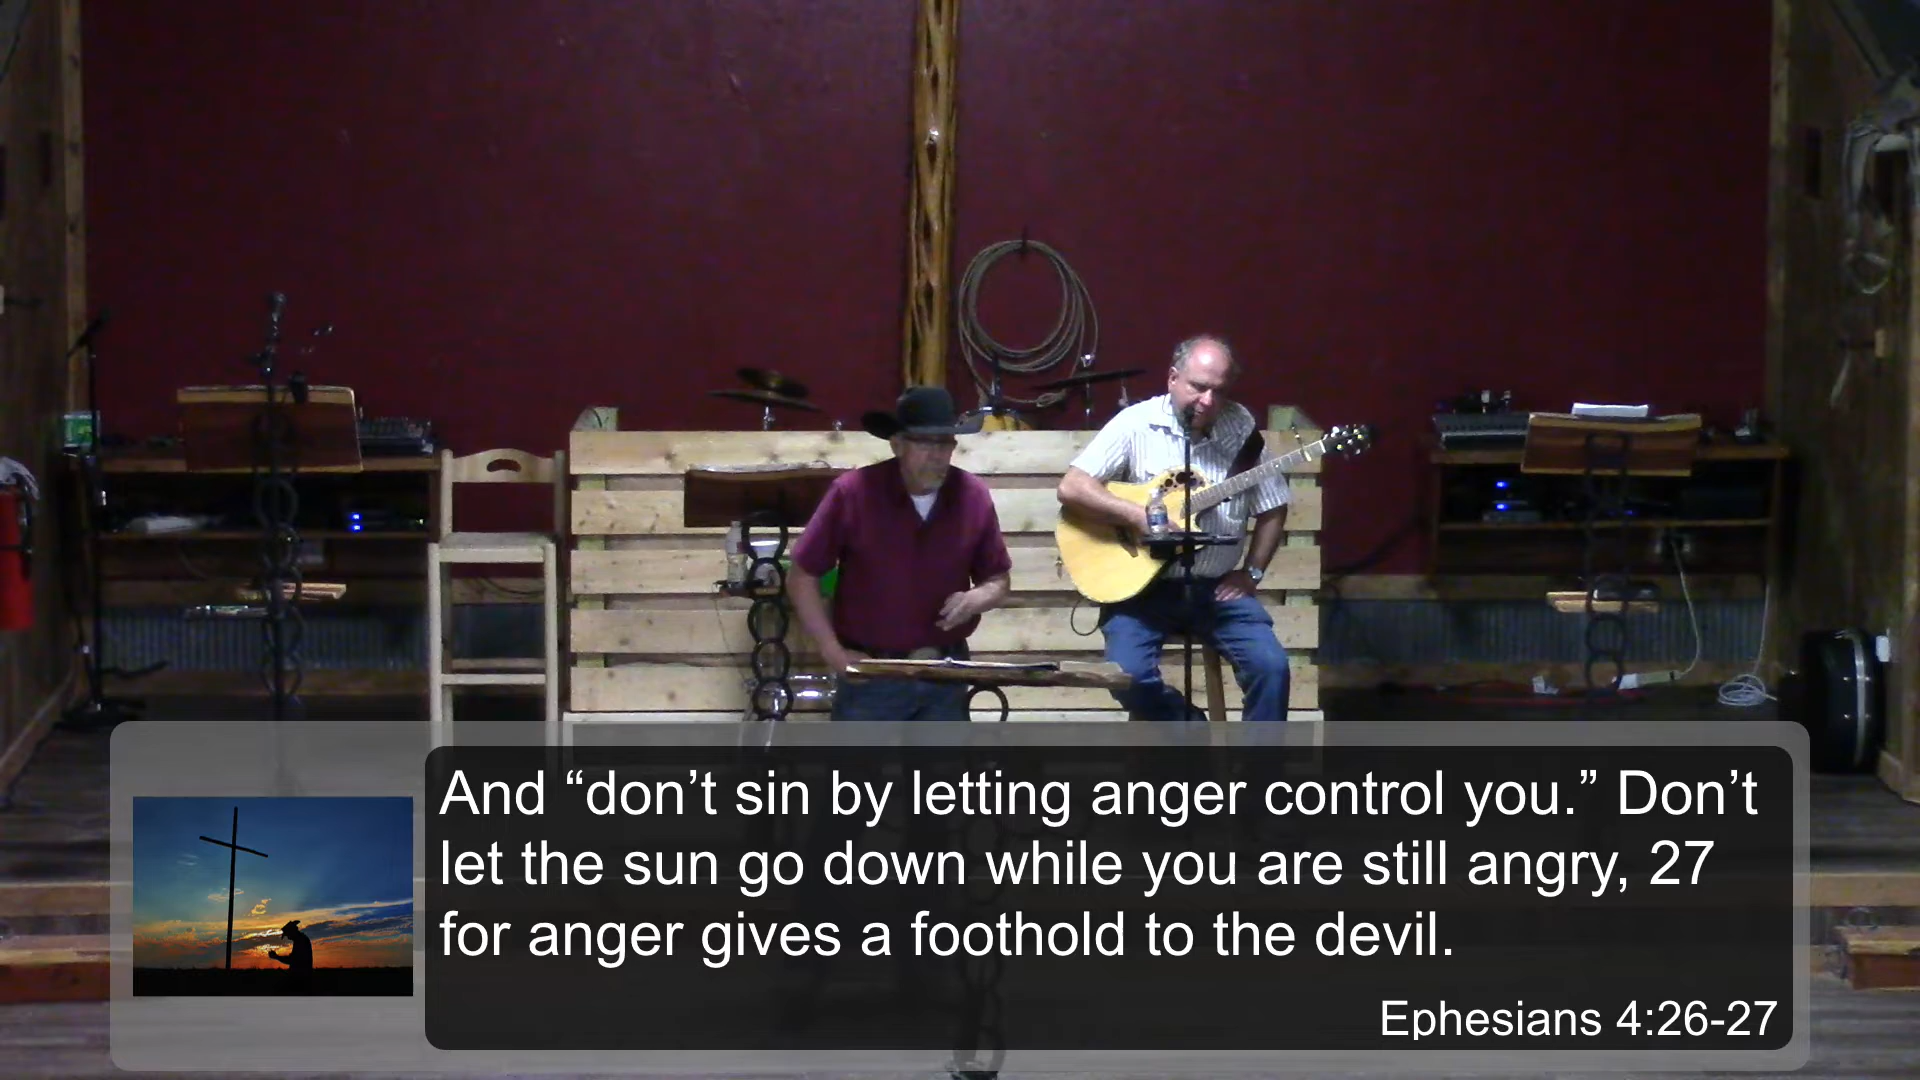 And “don’t sin by letting anger control you.” Don’t
let the sun go down while you are still angry, 27
for anger gives a foothold to the devil.
Ephesians 4:26-27